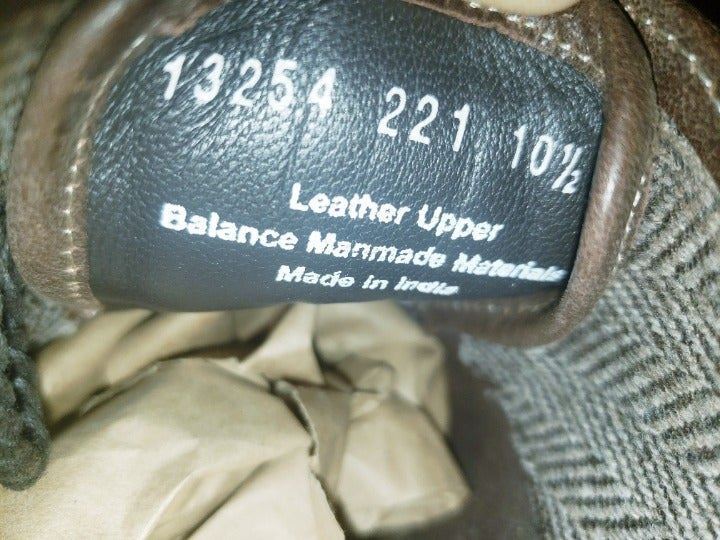 13254 221 10½
Leather Upper
Balance Manmade Materials
Made in India